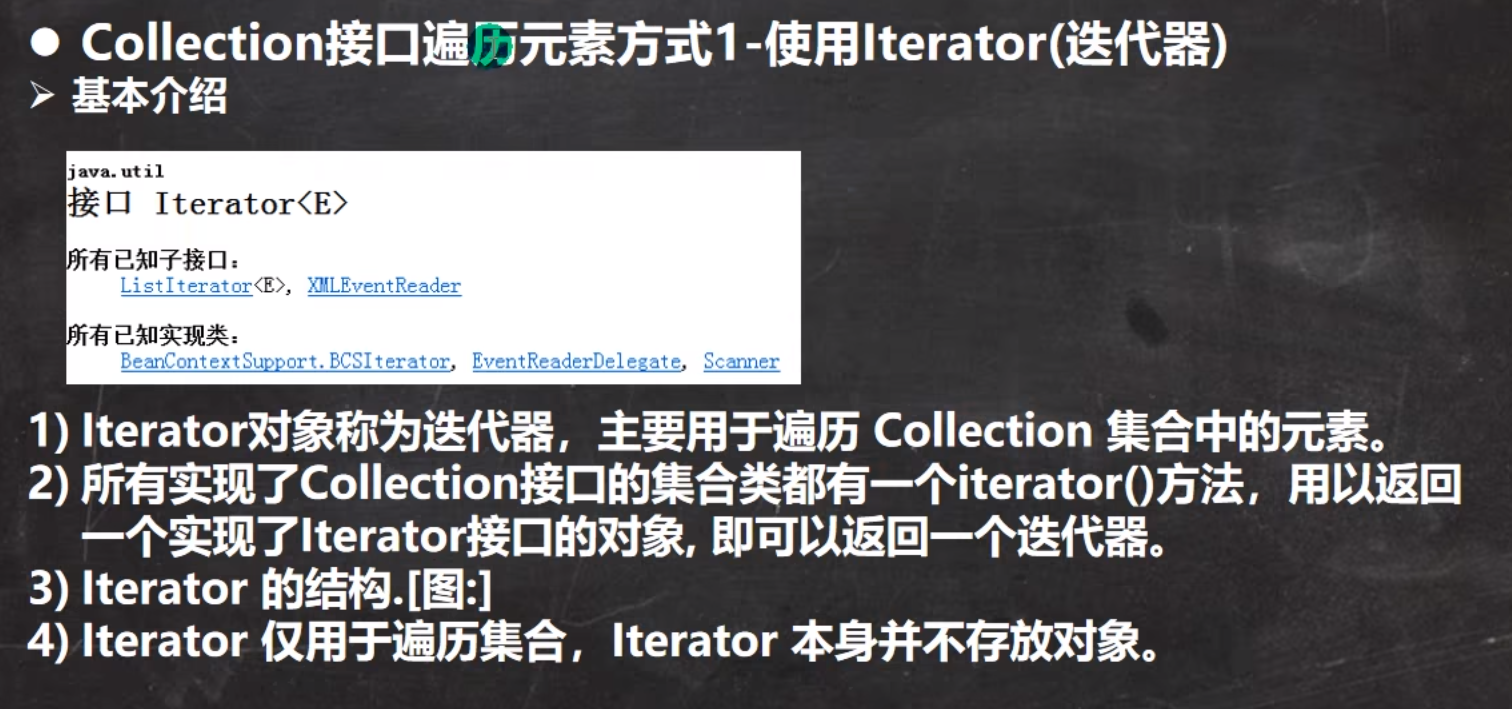 ● Collection接口遍历元素方式1-使用Iterator(迭代器)
➢ 基本介绍
java.util
接口 Iterator<E>
所有已知子接口：
ListIterator<E>, XMLEventReader
所有已知实现类：
BeanContextSupport.BCSIterator, EventReaderDelegate, Scanner
1) Iterator对象称为迭代器，主要用于遍历 Collection 集合中的元素。
2) 所有实现了Collection接口的集合类都有一个iterator()方法，用以返回
一个实现了Iterator接口的对象, 即可以返回一个迭代器。
3) Iterator 的结构.[图:]
4) Iterator 仅用于遍历集合，Iterator 本身并不存放对象。